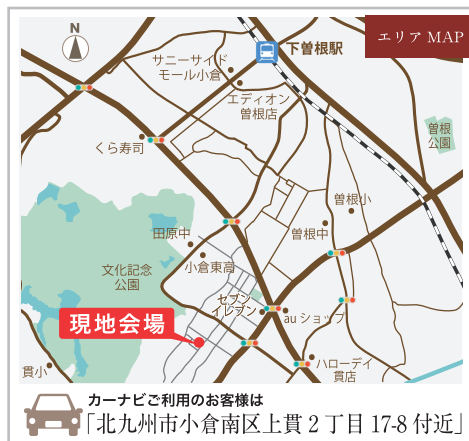 N
エリア MAP
下曽根駅
サニーサイド
モール小倉
エディオン
曽根店
曽根
公園
くら寿司
曽根小
田原中
曽根中
小倉東高
文化記念
公園
セブン
イレブン
au ショップ
現地会場
ハローデイ
貫店
貫小
カーナビご利用のお客様は
「北九州市小倉南区上貫 2 丁目 17-8 付近」